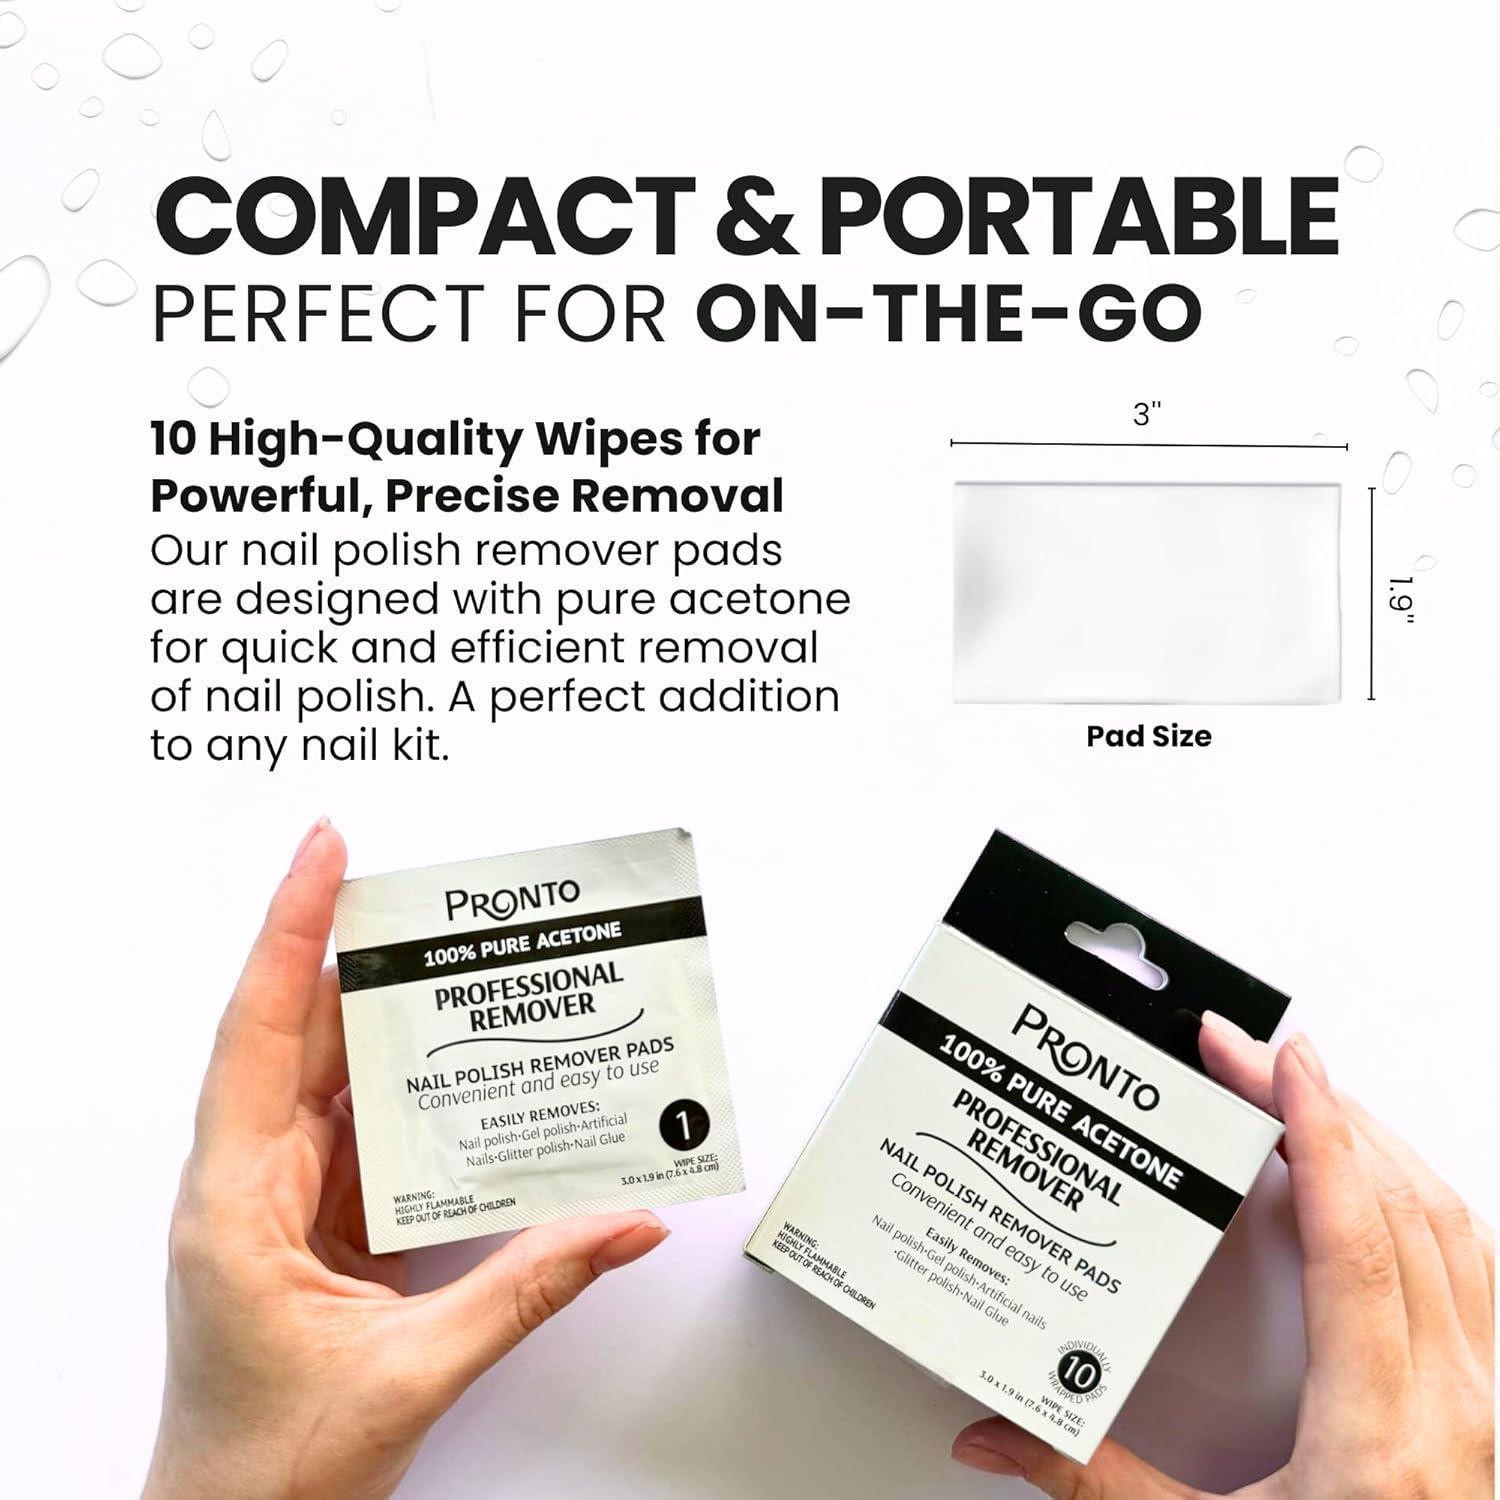 COMPACT & PORTABLE
PERFECT FOR ON-THE-GO
10 High-Quality Wipes for
Powerful, Precise Removal
Our nail polish remover pads
are designed with pure acetone
for quick and efficient removal
of nail polish. A perfect addition
to any nail kit.
3"
1.9"
Pad Size
PRONTO
100% PURE ACETONE
PROFESSIONAL
REMOVER
NAIL POLISH REMOVER PADS
Convenient and easy to use
EASILY REMOVES:
Nail polish•Gel polish•Artificial
Nails•Glitter polish•Nail Glue
1
WIPE SIZE:
3.0 x 1.9 in (7.6 x 4.8 cm)
WARNING:
HIGHLY FLAMMABLE
KEEP OUT OF REACH OF CHILDREN
PRONTO
100% PURE ACETONE
PROFESSIONAL
REMOVER
NAIL POLISH REMOVER PADS
Convenient and easy to use
Easily Removes:
Nail polish•Gel polish•Artificial nails
•Glitter polish•Nail Glue
WARNING:
HIGHLY FLAMMABLE
KEEP OUT OF REACH OF CHILDREN
INDIVIDUALLY
10
WRAPPED PADS
WIPE SIZE:
3.0 x 1.9 in (7.6 x 4.8 cm)